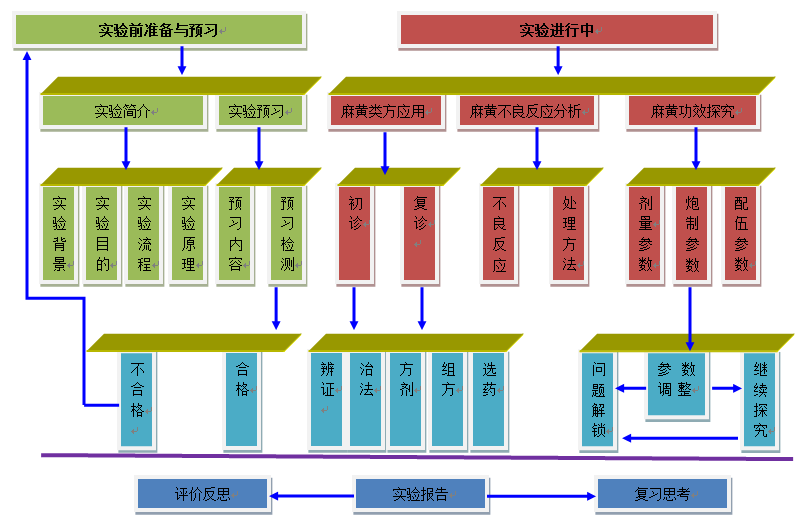 实验前准备与预习
实验进行中
实验简介
实验预习
麻黄类方应用
麻黄不良反应分析
麻黄功效探究
实验背景
实验目的
实验流程
实验原理
预习内容
预习检测
初诊
复诊
不良反应
处理方法
剂量参数
炮制参数
配伍参数
不合格
合格
辨证
治法
方剂
组方
选药
问题解锁
参数
调整
继续探究
评价反思
实验报告
复习思考